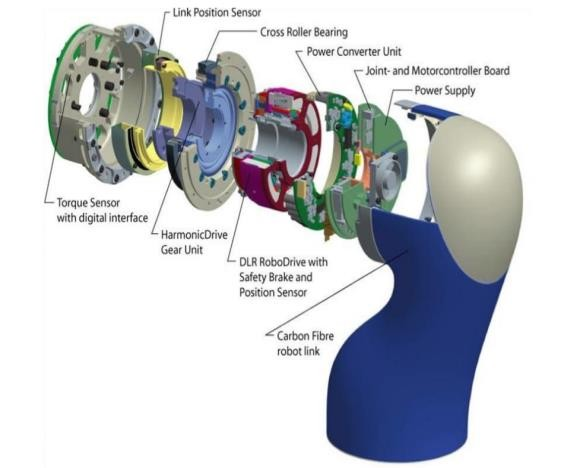 Link Position Sensor
Cross Roller Bearing
Power Converter Unit
Joint- and Motorcontroller Board
Power Supply
Torque Sensor
with digital interface
HarmonicDrive
Gear Unit
DLR RoboDrive with
Safety Brake and
Position Sensor
Carbon Fibre
robot link